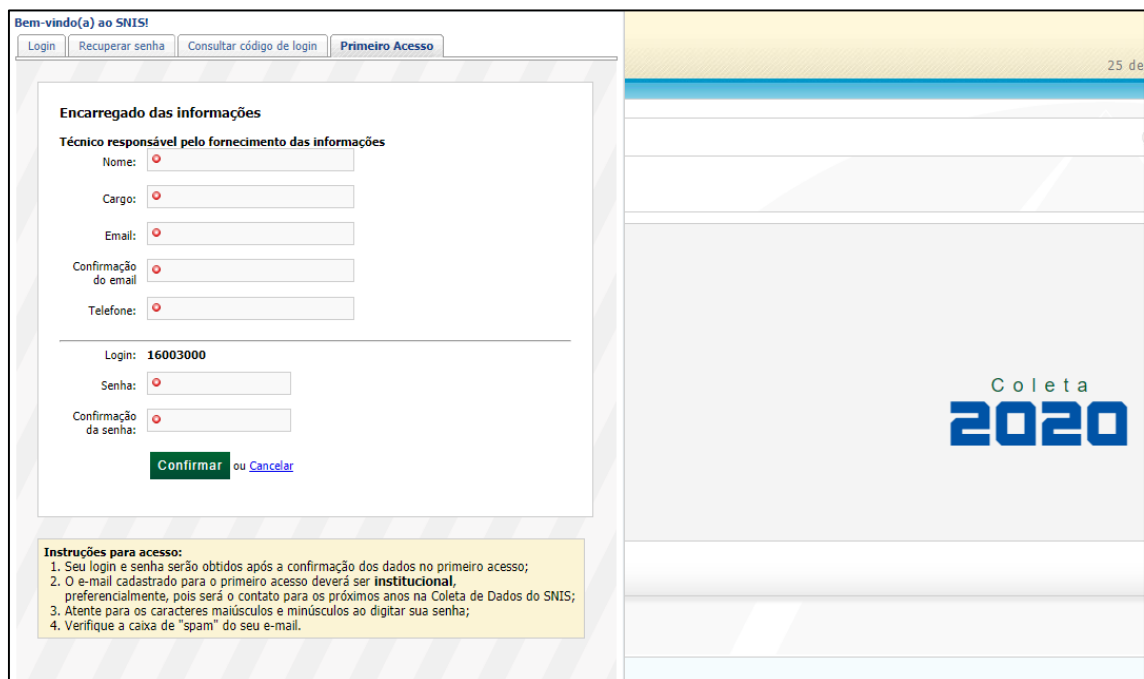 Bem-vindo(a) ao SNIS!
Login Recuperar senha Consultar código de login Primeiro Acesso
25 de
Encarregado das informações
Técnico responsável pelo fornecimento das informações
Nome:
Cargo:
Email:
Confirmação
do email
Telefone:
Login: 16003000
Senha:
Confirmação
da senha:
Confirmar ou Cancelar
Coleta
2020
Instruções para acesso:
1. Seu login e senha serão obtidos após a confirmação dos dados no primeiro acesso;
2. O e-mail cadastrado para o primeiro acesso deverá ser institucional,
preferencialmente, pois será o contato para os próximos anos na Coleta de Dados do SNIS;
3. Atente para os caracteres maiúsculos e minúsculos ao digitar sua senha;
4. Verifique a caixa de "spam" do seu e-mail.